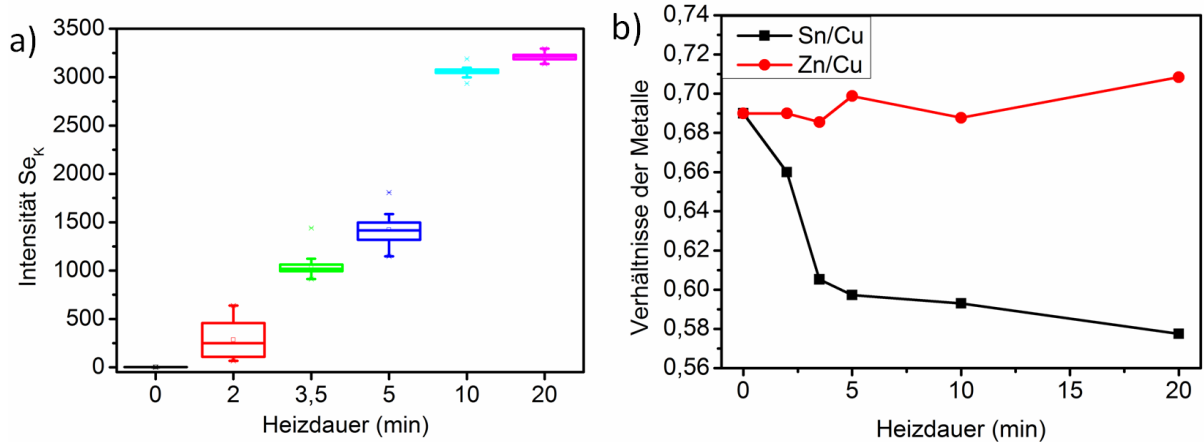 a)
Intensität Se_K
3500
3000
2500
2000
1500
1000
500
0
0 2 3,5 5 10 20
Heizdauer (min)
b)
Verhältnisse der Metalle
Sn/Cu
Zn/Cu
0,74
0,72
0,70
0,68
0,66
0,64
0,62
0,60
0,58
0,56
0 5 10 15 20
Heizdauer (min)